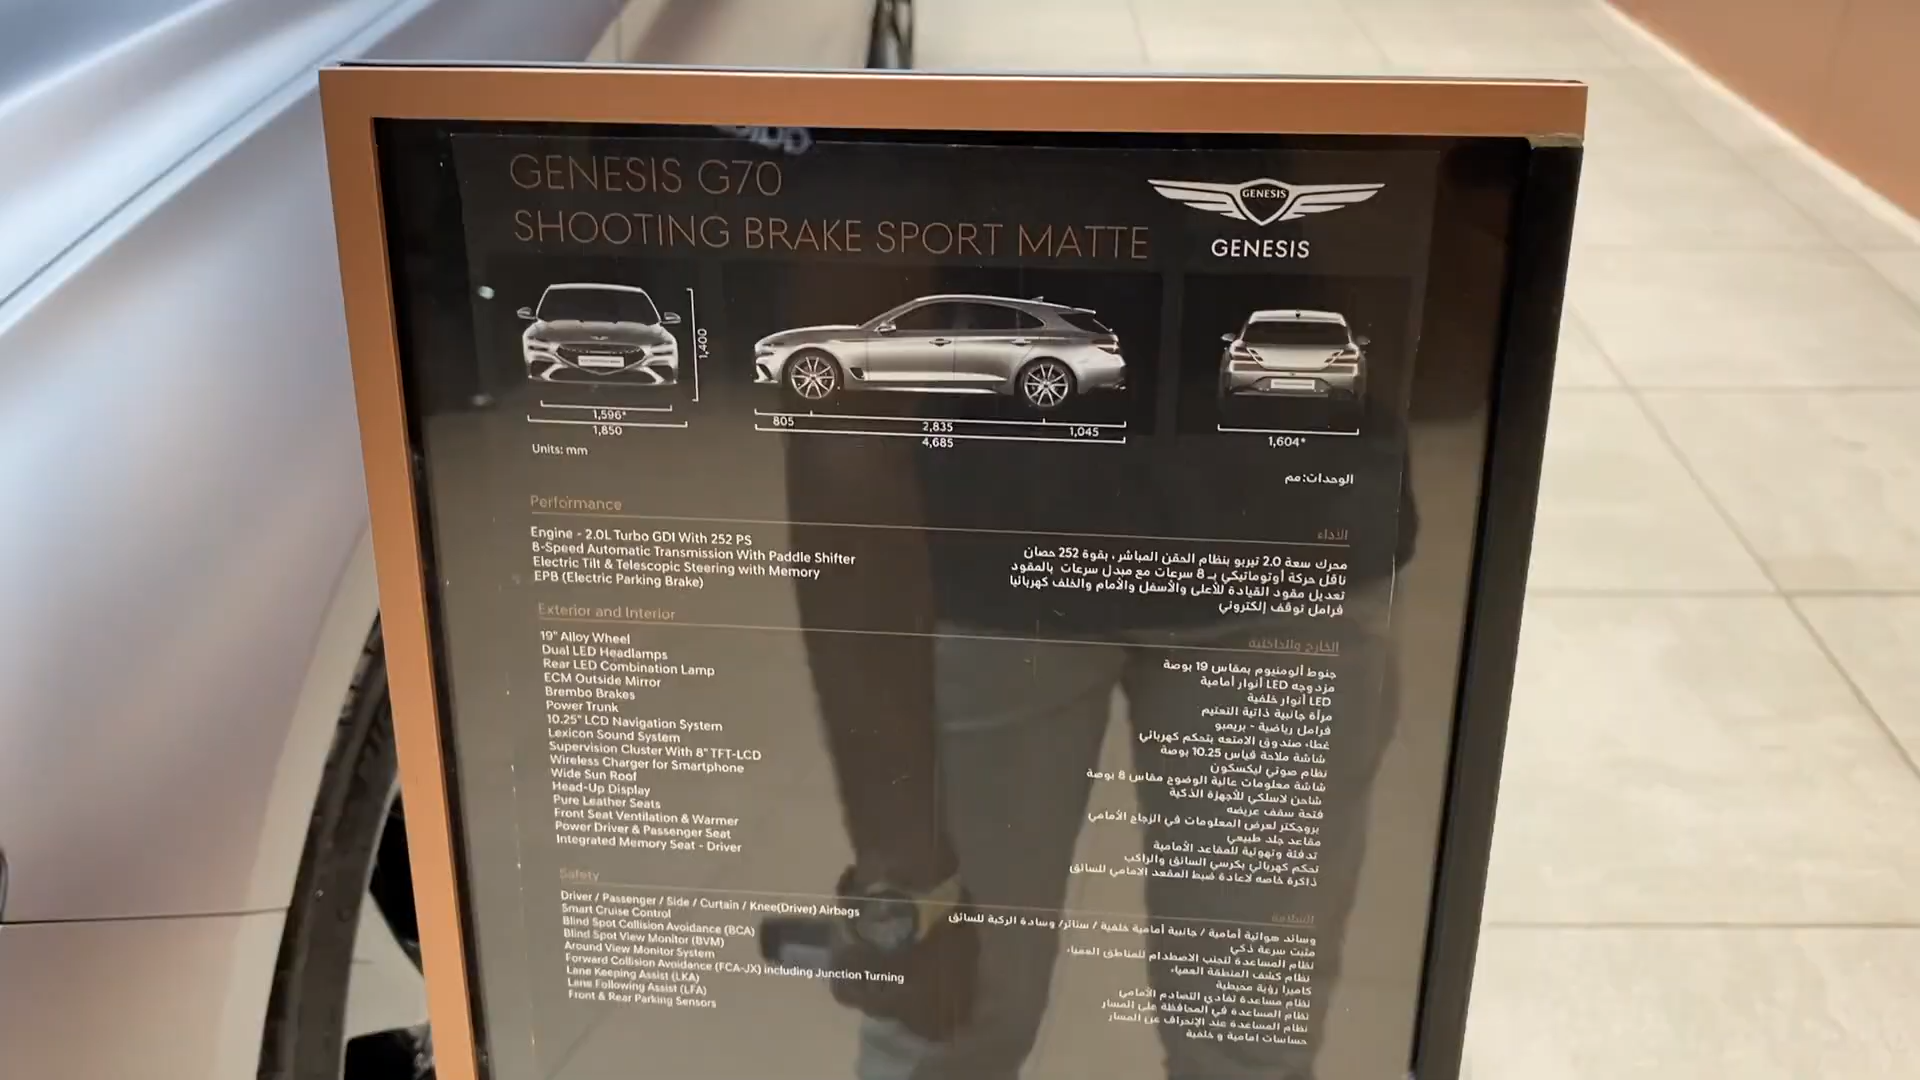 GENESIS G70
SHOOTING BRAKE SPORT MATTE
GENESIS
GENESIS
1,400
1,596*
1,850
805
2,835
1,045
4,685
1,604*
Units: mm
الوحدات:مم
Performance
Engine - 2.0L Turbo GDI With 252 PS
8-Speed Automatic Transmission With Paddle Shifter
Electric Tilt & Telescopic Steering with Memory
EPB (Electric Parking Brake)
الأداء
محرك سعة 2.0 تيربو بنظام الحقن المباشر ، بقوة 252 حصان
ناقل حركة أوتوماتيكي بـ 8 سرعات مع مبدل سرعات بالمقود
تعديل مقود القيادة للأعلى والأسفل والأمام والخلف كهربائيا
فرامل توقف إلكتروني
Exterior and Interior
19" Alloy Wheel
Dual LED Headlamps
Rear LED Combination Lamp
ECM Outside Mirror
Brembo Brakes
Power Trunk
10.25" LCD Navigation System
Lexicon Sound System
Supervision Cluster With 8" TFT-LCD
Wireless Charger for Smartphone
Wide Sun Roof
Head-Up Display
Pure Leather Seats
Front Seat Ventilation & Warmer
Power Driver & Passenger Seat
Integrated Memory Seat - Driver
الخارج والداخلية
جنوط ألومنيوم بمقاس 19 بوصة
مزدوجه LED أنوار أمامية
LED أنوار خلفية
مرآة جانبية ذاتية التعتيم
فرامل رياضية - بريمبو
غطاء صندوق الامتعه بتحكم كهربائي
شاشة ملاحة قياس 10.25 بوصة
نظام صوتي ليكسكون
شاشة معلومات عالية الوضوح مقاس 8 بوصة
شاحن لاسلكي للأجهزة الذكية
فتحة سقف عريضه
بروجكتر لعرض المعلومات في الزجاج الأمامي
مقاعد جلد طبيعي
تدفئة وتهوئية للمقاعد الأمامية
تحكم كهربائي بكرسي السائق والراكب
ذاكرة خاصه لاعادة ضبط المقعد الامامي للسائق
Safety
Driver / Passenger / Side / Curtain / Knee(Driver) Airbags
Smart Cruise Control
Blind Spot Collision Avoidance (BCA)
Blind Spot View Monitor (BVM)
Around View Monitor System
Forward Collision Avoidance (FCA-JX) including Junction Turning
Lane Keeping Assist (LKA)
Lane Following Assist (LFA)
Front & Rear Parking Sensors
السلامة
وسائد هوائية أمامية / جانبية أمامية خلفية / ستائر/ وسادة الركبة للسائق
مثبت سرعة ذكي
نظام المساعدة لتجنب الاصطدام للمناطق العمياء
نظام كشف المنطقة العمياء
كاميرا رؤية محيطية
نظام مساعدة تفادي التصادم الأمامي
نظام المساعدة في المحافظة على المسار
نظام المساعدة عند الإنحراف عن المسار
حساسات امامية و خلفية